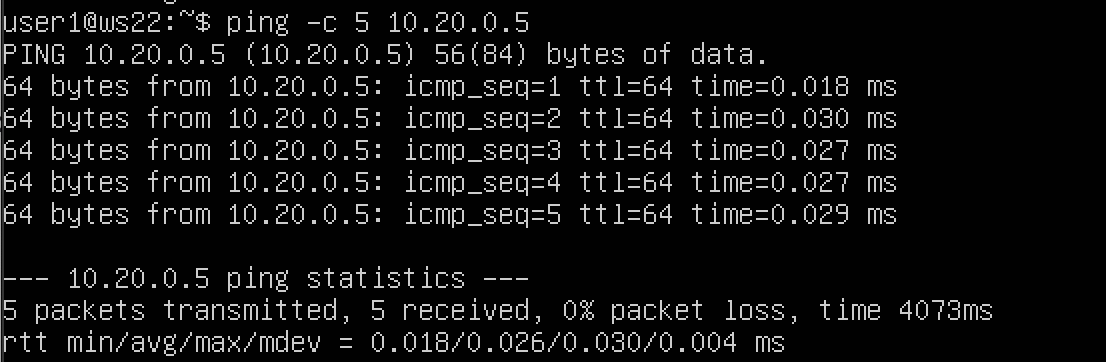 user1@ws22:~$ ping -c 5 10.20.0.5
PING 10.20.0.5 (10.20.0.5) 56(84) bytes of data.
64 bytes from 10.20.0.5: icmp_seq=1 ttl=64 time=0.018 ms
64 bytes from 10.20.0.5: icmp_seq=2 ttl=64 time=0.030 ms
64 bytes from 10.20.0.5: icmp_seq=3 ttl=64 time=0.027 ms
64 bytes from 10.20.0.5: icmp_seq=4 ttl=64 time=0.027 ms
64 bytes from 10.20.0.5: icmp_seq=5 ttl=64 time=0.029 ms
--- 10.20.0.5 ping statistics ---
5 packets transmitted, 5 received, 0% packet loss, time 4073ms
rtt min/avg/max/mdev = 0.018/0.026/0.030/0.004 ms